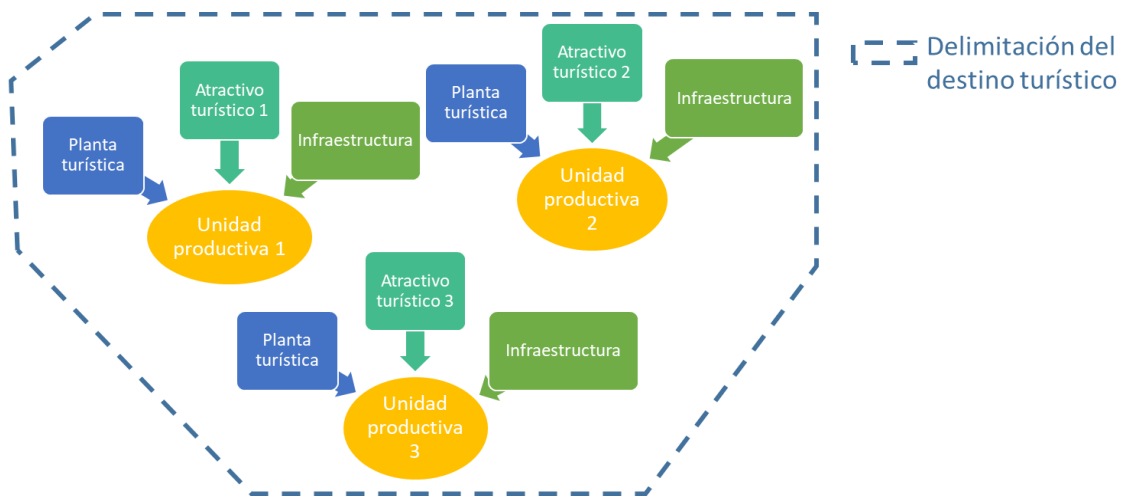 Planta
turística
Atractivo
turístico 1
Infraestructura
Unidad
productiva 1
Planta
turística
Atractivo
turístico 2
Infraestructura
Unidad
productiva
2
Planta
turística
Atractivo
turístico 3
Infraestructura
Unidad
productiva
3
Delimitación del
destino turístico